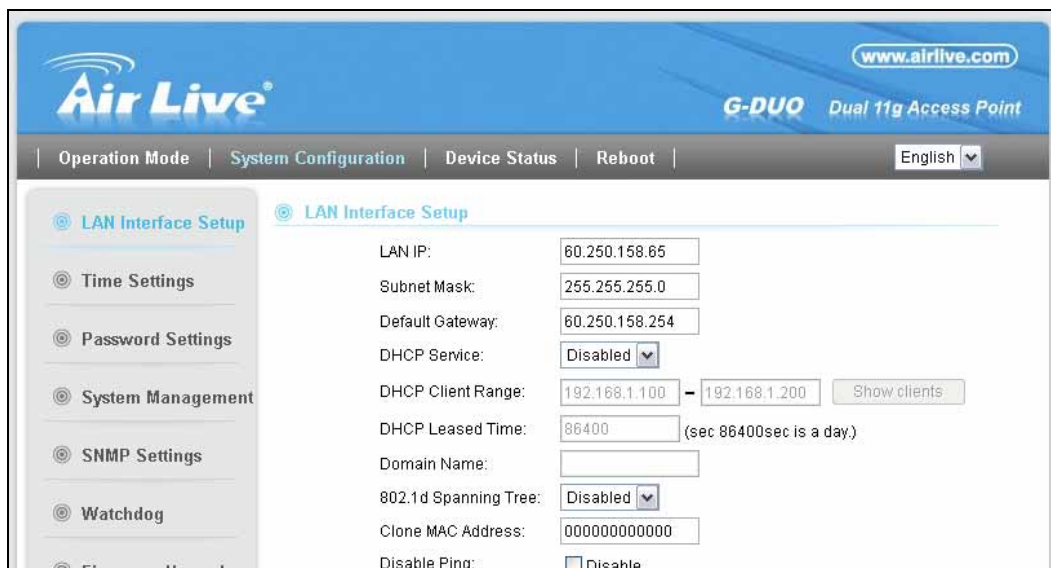 www.airlive.com
Air Live®
G-DUO Dual 11g Access Point
| Operation Mode | System Configuration | Device Status | Reboot | English
LAN Interface Setup
Time Settings
Password Settings
System Management
SNMP Settings
Watchdog
LAN Interface Setup
LAN IP: 60.250.158.65
Subnet Mask: 255.255.255.0
Default Gateway: 60.250.158.254
DHCP Service: Disabled
DHCP Client Range: 192.168.1.100 – 192.168.1.200 Show clients
DHCP Leased Time: 86400 (sec 86400sec is a day.)
Domain Name:
802.1d Spanning Tree: Disabled
Clone MAC Address: 000000000000
Disable Ping: Disable